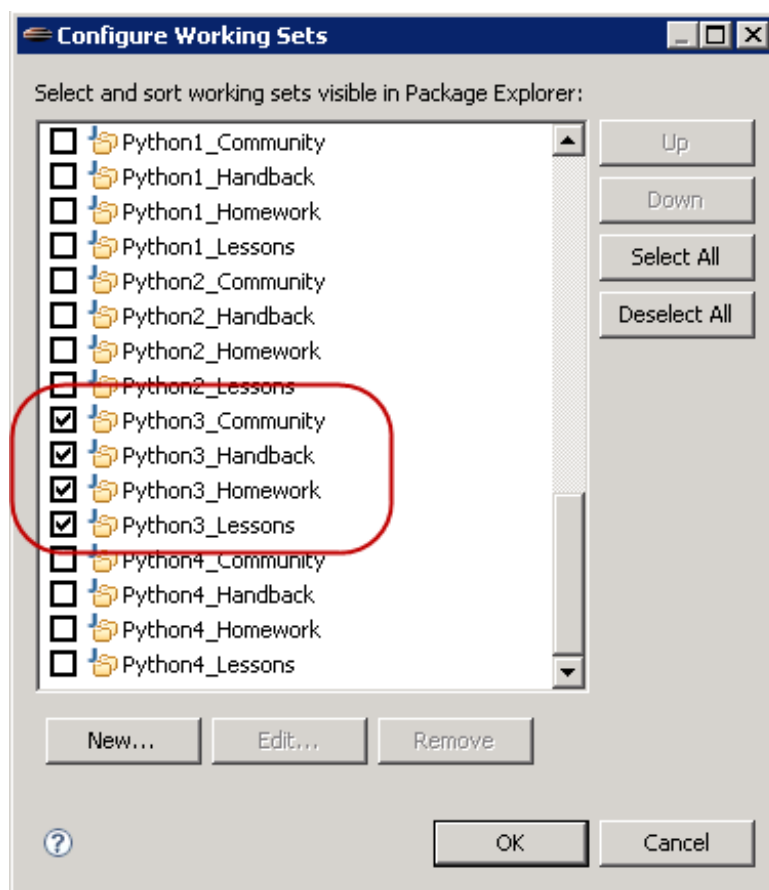 Configure Working Sets
Select and sort working sets visible in Package Explorer:
Python1_Community
Python1_Handback
Python1_Homework
Python1_Lessons
Python2_Community
Python2_Handback
Python2_Homework
Python2_Lessons
Python3_Community
Python3_Handback
Python3_Homework
Python3_Lessons
Python4_Community
Python4_Handback
Python4_Homework
Python4_Lessons
Up
Down
Select All
Deselect All
New...
Edit...
Remove
?
OK
Cancel